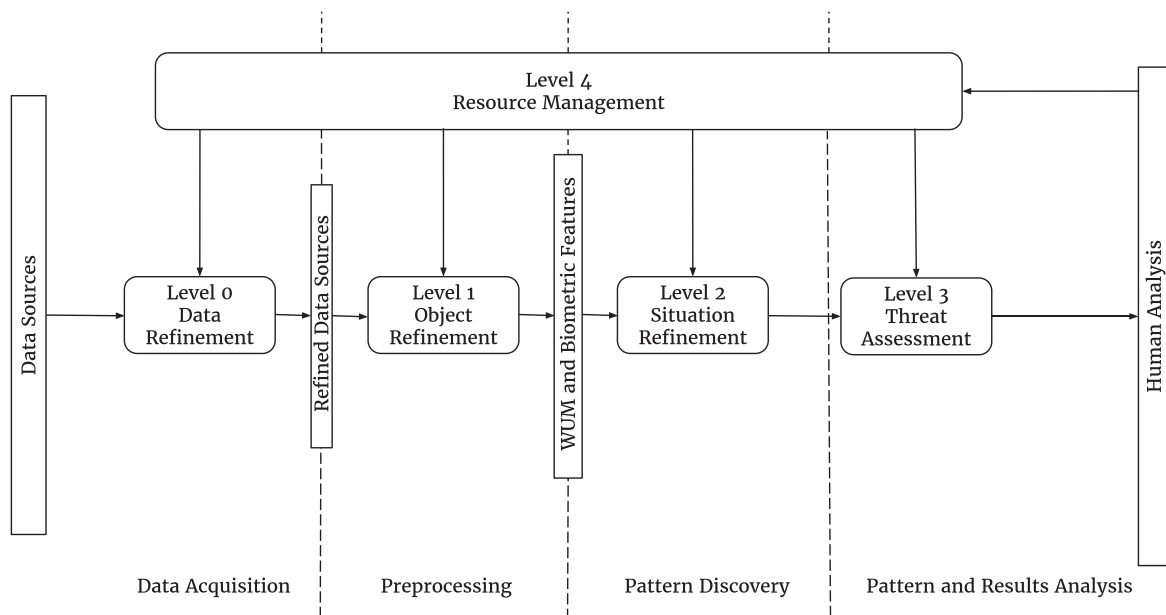 Level 4
Resource Management
Data Sources
Level 0
Data
Refinement
Refined Data Sources
Level 1
Object
Refinement
WUM and Biometric Features
Level 2
Situation
Refinement
Level 3
Threat
Assessment
Human Analysis
Data Acquisition
Preprocessing
Pattern Discovery
Pattern and Results Analysis